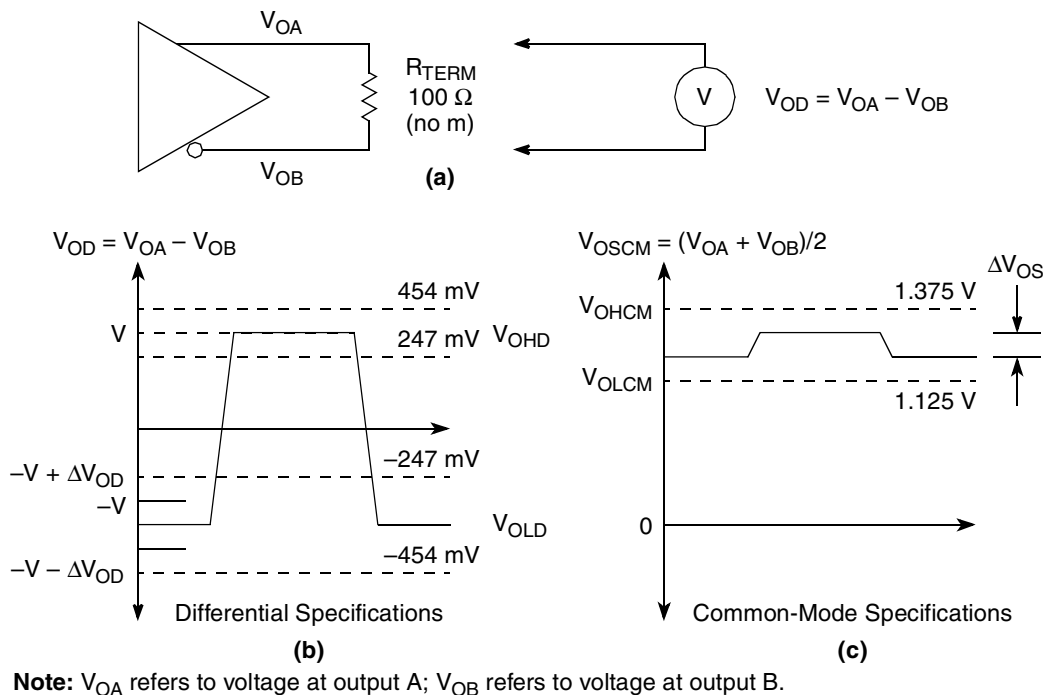 V_OA
R_TERM
100 Ω
(no m)
V
V_OD = V_OA – V_OB
V_OB
(a)
V_OD = V_OA – V_OB
454 mV
V
247 mV
V_OHD
–247 mV
–V + ΔV_OD
–V
V_OLD
–454 mV
–V – ΔV_OD
Differential Specifications
(b)
V_OSCM = (V_OA + V_OB)/2
ΔV_OS
1.375 V
V_OHCM
V_OLCM
1.125 V
0
Common-Mode Specifications
(c)
Note: V_OA refers to voltage at output A; V_OB refers to voltage at output B.